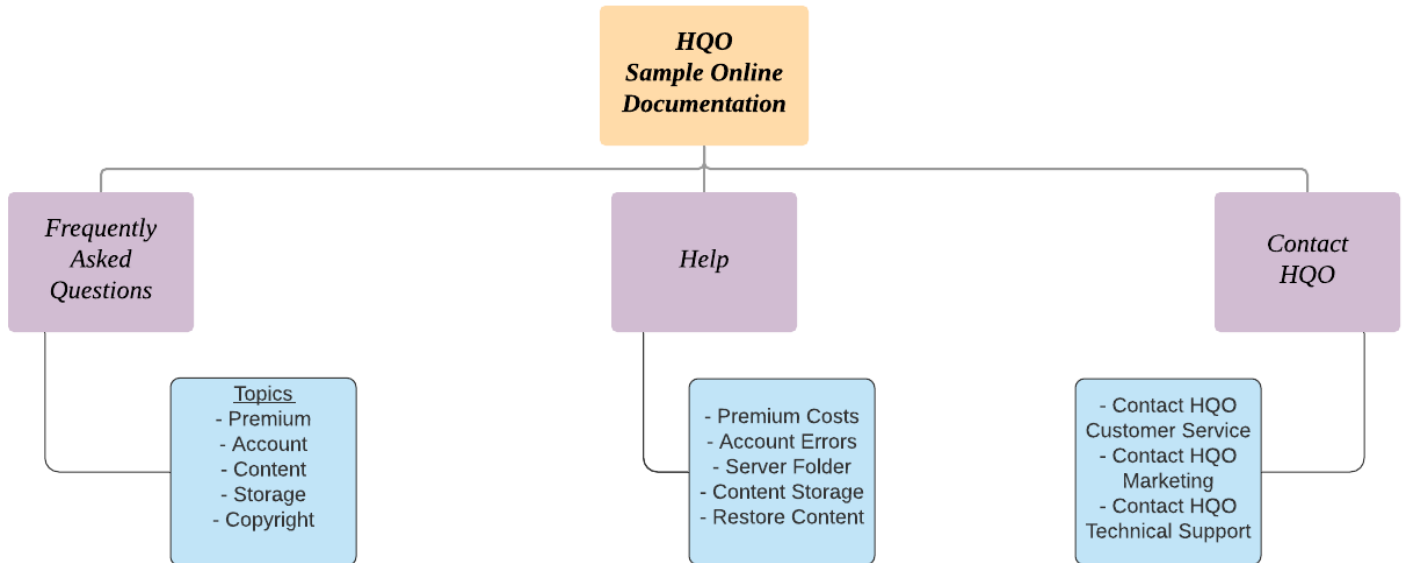 HQO
Sample Online
Documentation
Frequently
Asked
Questions
Help
Contact
HQO
Topics
- Premium
- Account
- Content
- Storage
- Copyright
- Premium Costs
- Account Errors
- Server Folder
- Content Storage
- Restore Content
- Contact HQO
Customer Service
- Contact HQO
Marketing
- Contact HQO
Technical Support